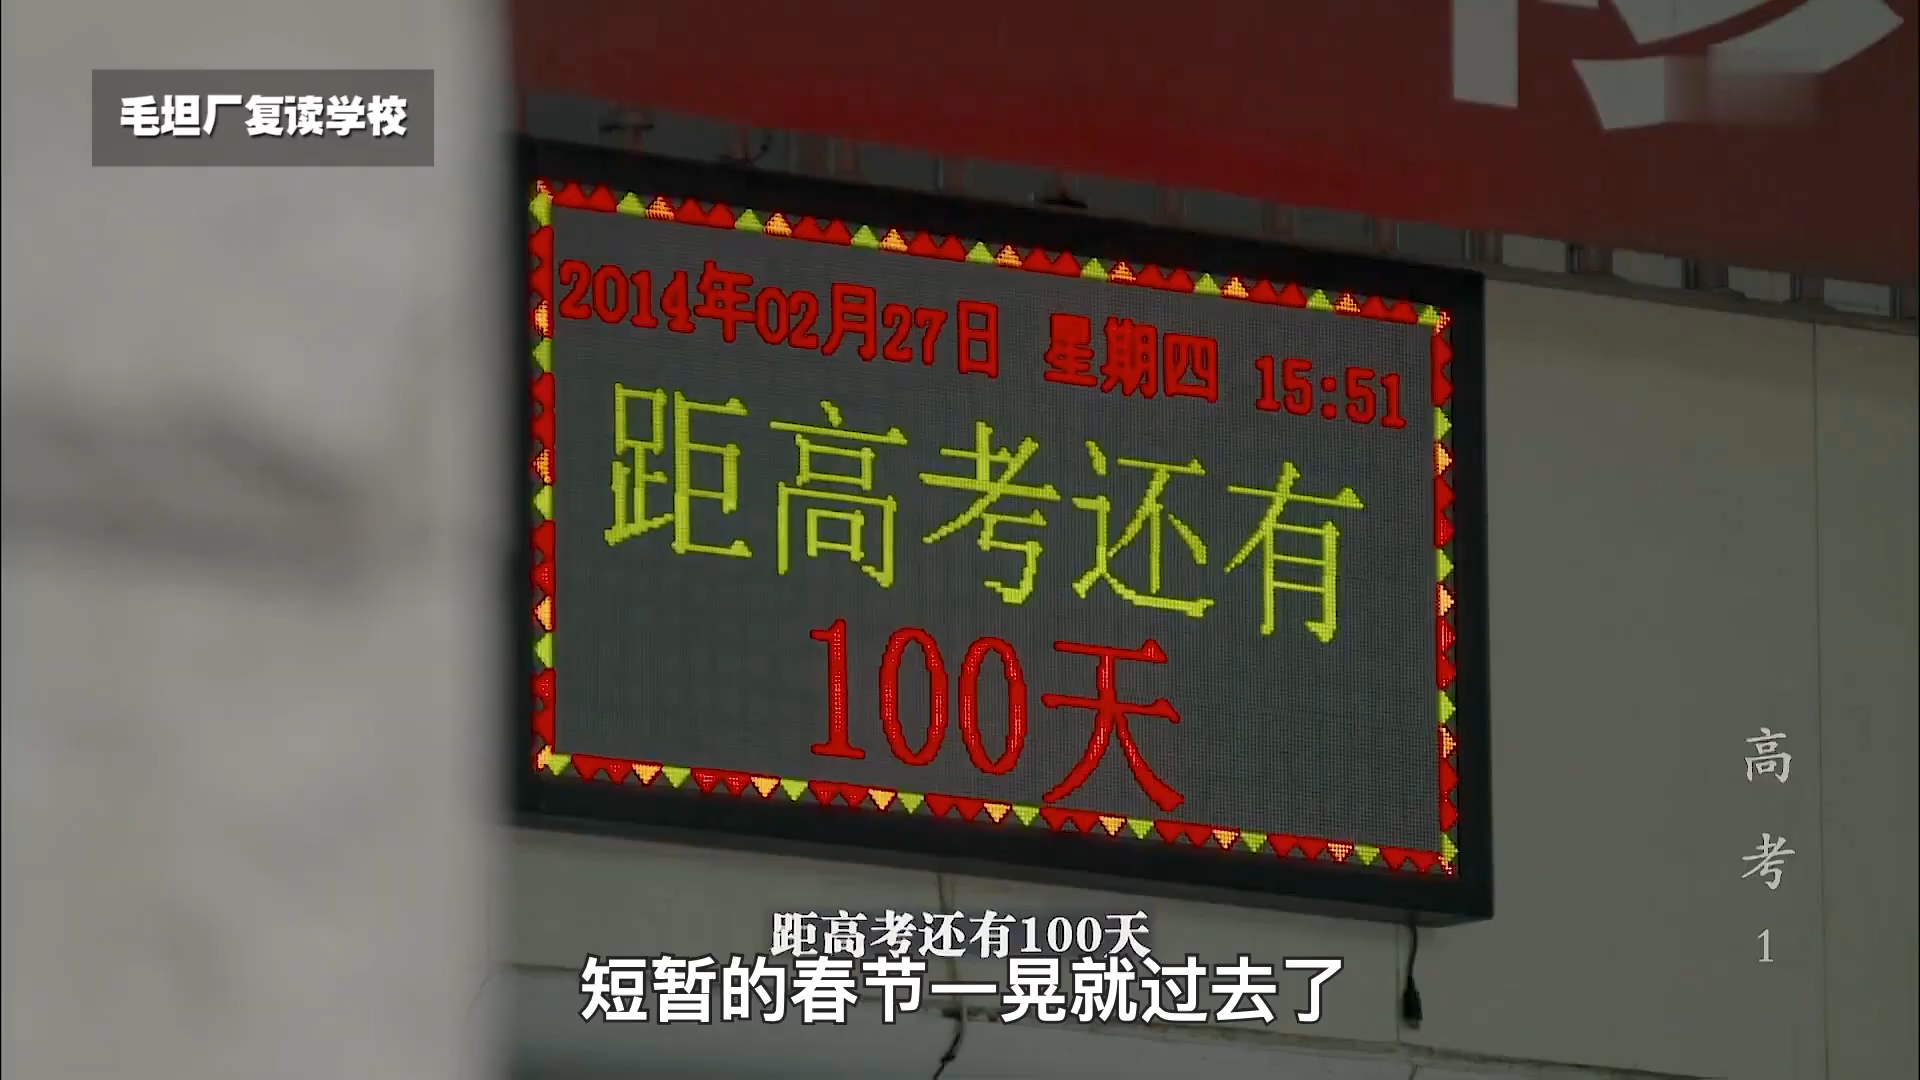 毛坦厂复读学校
2014年02月27日 星期四 15:51
距高考还有
100天
高考1
距高考还有100天
短暂的春节一晃就过去了